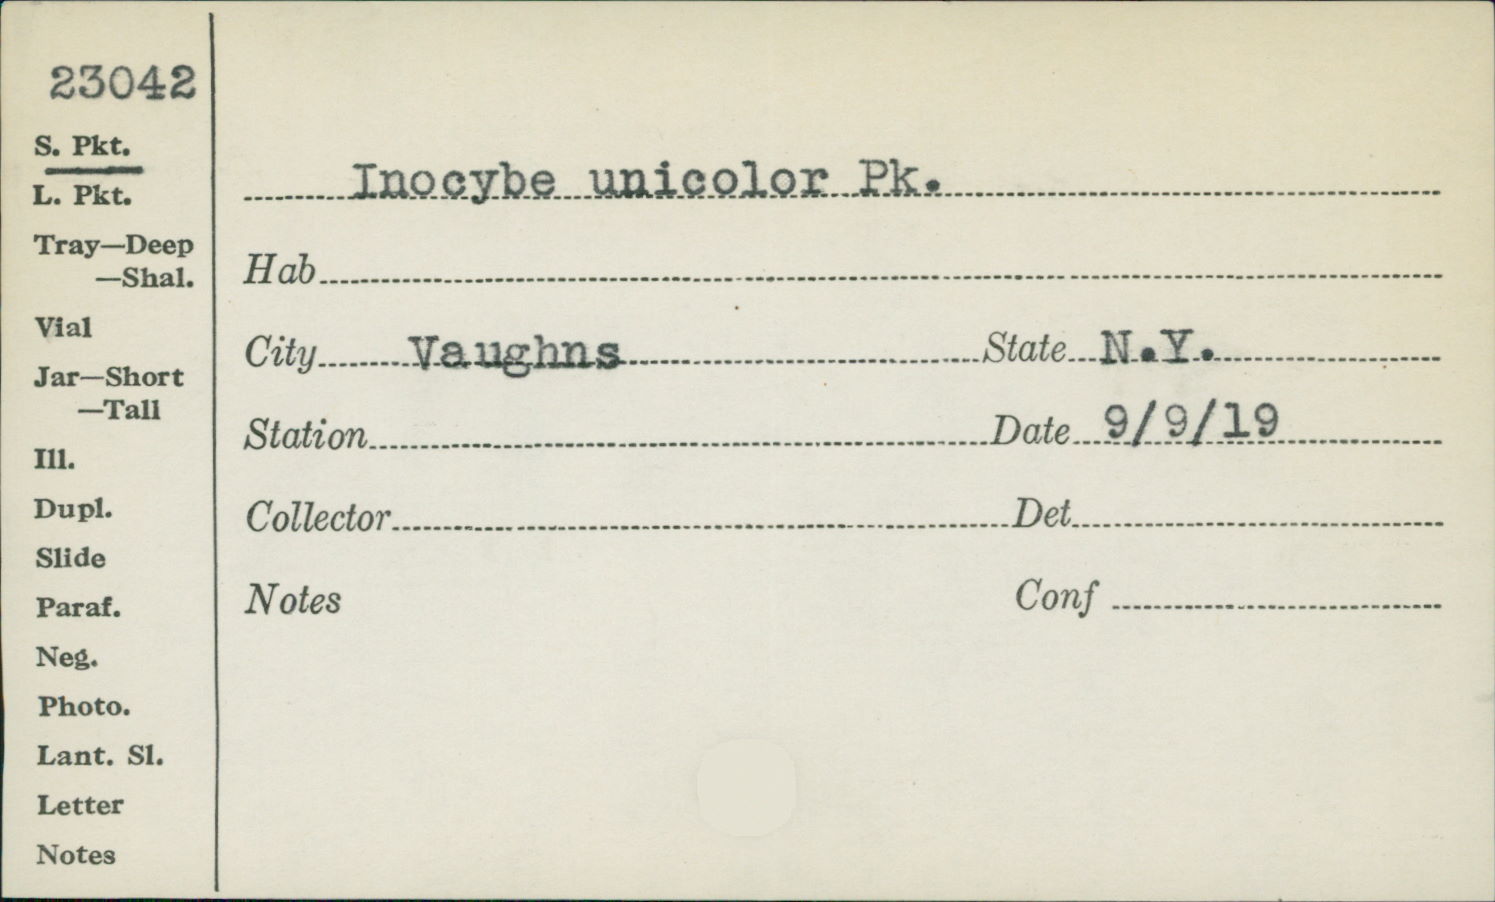 23042
S. Pkt.
L. Pkt.
Tray—Deep
—Shal.
Vial
Jar—Short
—Tall
Ill.
Dupl.
Slide
Paraf.
Neg.
Photo.
Lant. Sl.
Letter
Notes
Inocybe unicolor Pk.
Hab
City Vaughns State N.Y.
Station Date 9/9/19
Collector Det
Notes Conf